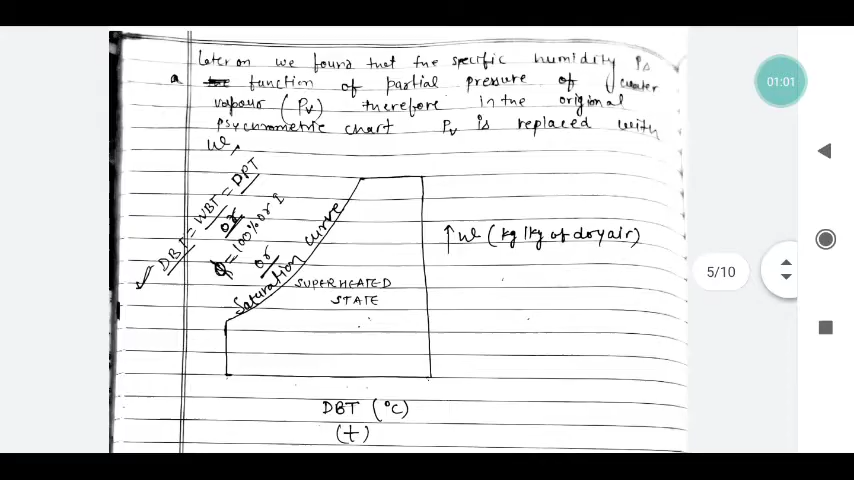 Later on we found that the specific humidity is
a function of partial pressure of water
vapour (Pv) therefore in the original
psychrometric chart Pv is replaced with
w,
DBT = WBT = DPT
or
φ = 100% or 1
or
Saturation curve
↑ w (kg/kg of dry air)
SUPERHEATED
STATE
DBT (°C)
(t)
01:01
5/10